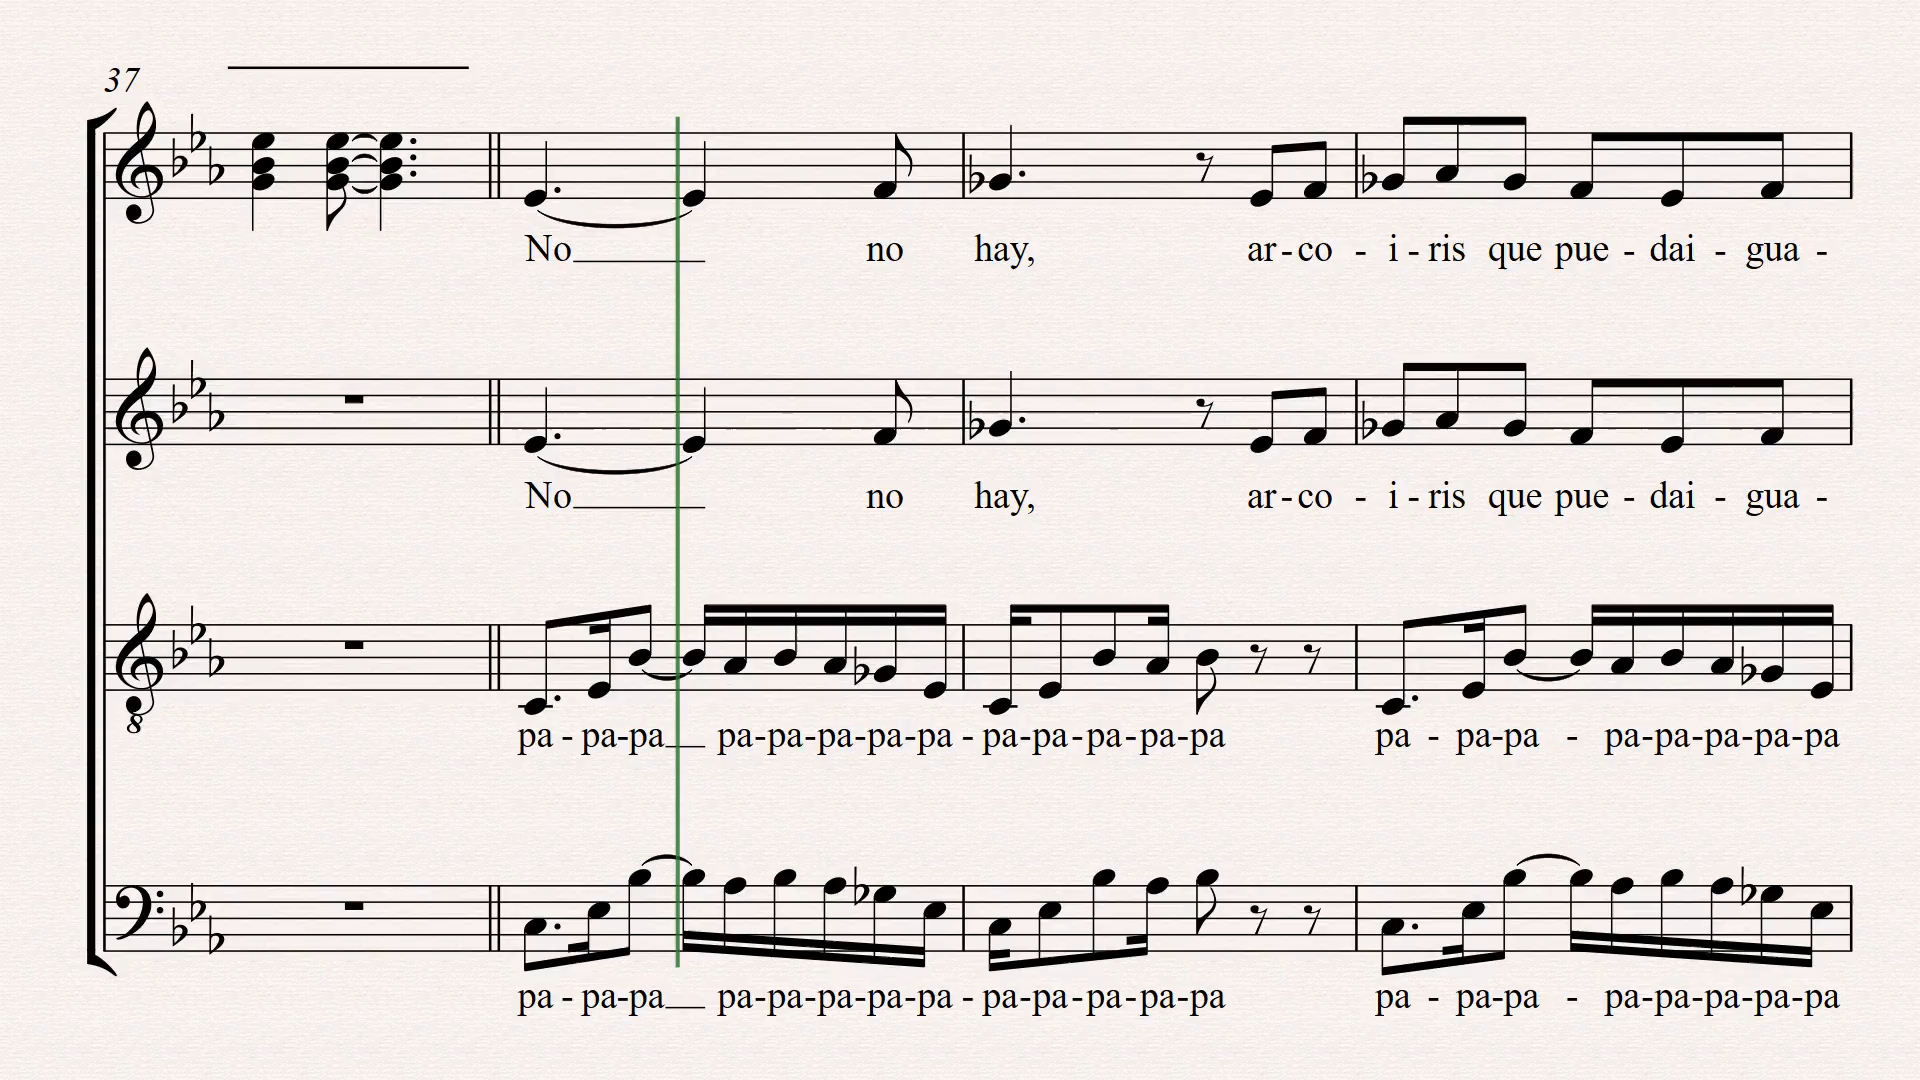 37
No no hay, ar-co - i - ris que pue - dai - gua -
No no hay, ar-co - i - ris que pue - dai - gua -
8
pa - pa-pa pa-pa-pa-pa-pa - pa-pa-pa-pa-pa pa - pa-pa - pa-pa-pa-pa-pa
pa - pa-pa pa-pa-pa-pa-pa - pa-pa-pa-pa-pa pa - pa-pa - pa-pa-pa-pa-pa